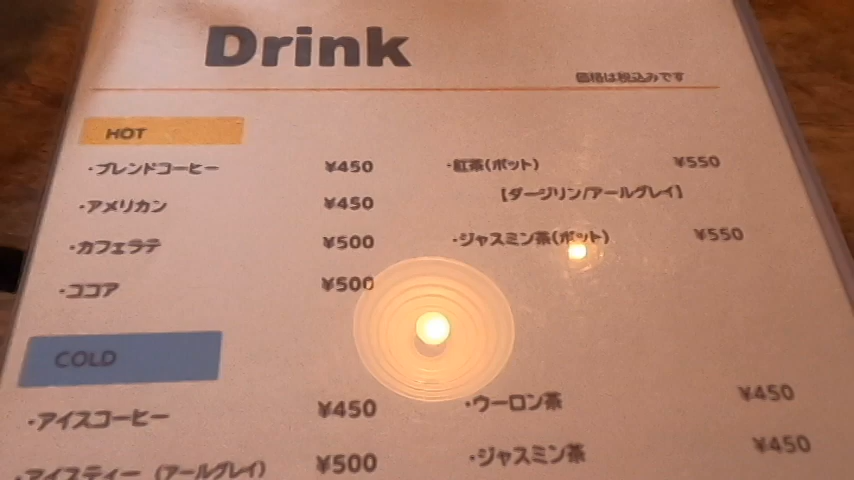 Drink
価格は税込みです
HOT
・ブレンドコーヒー ¥450
・アメリカン ¥450
・カフェラテ ¥500
・ココア ¥500
・紅茶(ポット) ¥550
【ダージリン/アールグレイ】
・ジャスミン茶(ポット) ¥550
COLD
・アイスコーヒー ¥450
・アイスティー (アールグレイ) ¥500
・ウーロン茶 ¥450
・ジャスミン茶 ¥450